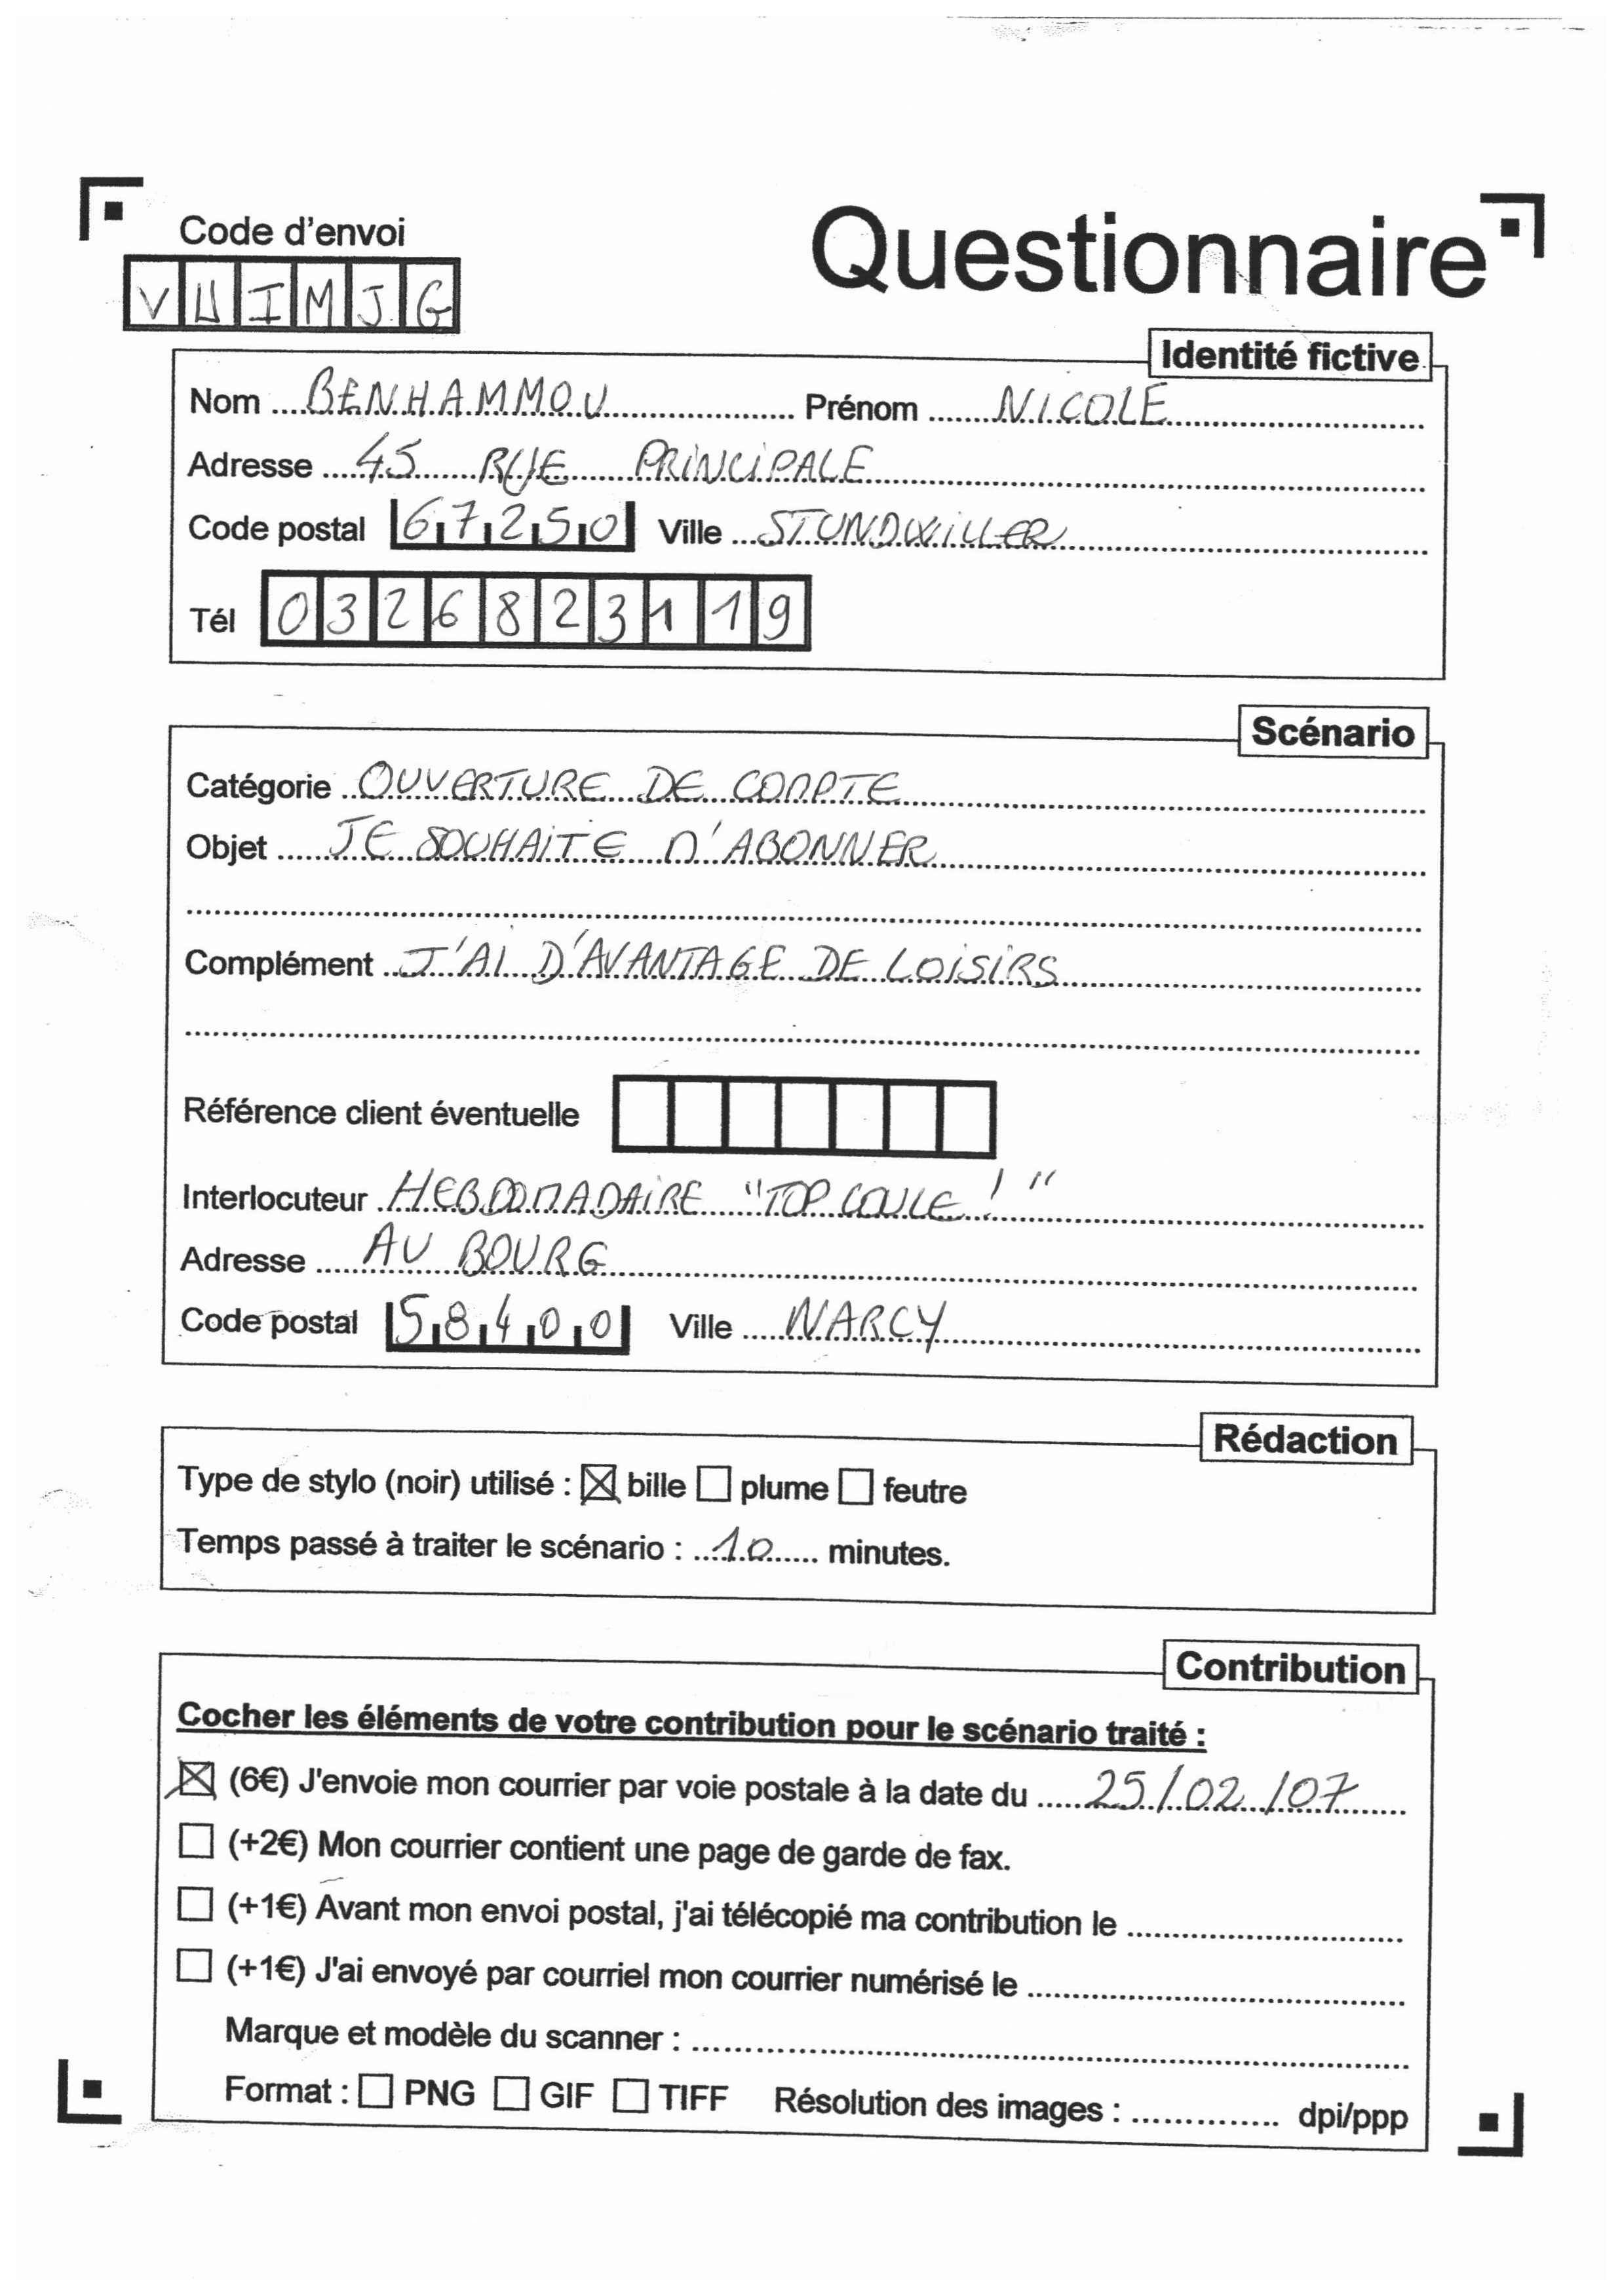 Code d'envoi
Questionnaire
VUIMJG
Identité fictive
Nom BENHAMMOU Prénom NICOLE
Adresse 45 RUE PRINCIPALE
Code postal 67250 Ville STUNDWILLER
Tél 0326823119
Scénario
Catégorie OUVERTURE DE COMPTE
Objet JE SOUHAITE M'ABONNER
Complément J'AI D'AVANTAGE DE LOISIRS
Référence client éventuelle
Interlocuteur HEBDOMADAIRE "TOP COULE !"
Adresse AU BOURG
Code postal 58400 Ville NARCY
Rédaction
Type de stylo (noir) utilisé : ☒ bille ☐ plume ☐ feutre
Temps passé à traiter le scénario : 10 minutes.
Contribution
Cocher les éléments de votre contribution pour le scénario traité :
☒ (6€) J'envoie mon courrier par voie postale à la date du 25/02/07
☐ (+2€) Mon courrier contient une page de garde de fax.
☐ (+1€) Avant mon envoi postal, j'ai télécopié ma contribution le
☐ (+1€) J'ai envoyé par courriel mon courrier numérisé le
Marque et modèle du scanner :
Format : ☐ PNG ☐ GIF ☐ TIFF Résolution des images : dpi/ppp